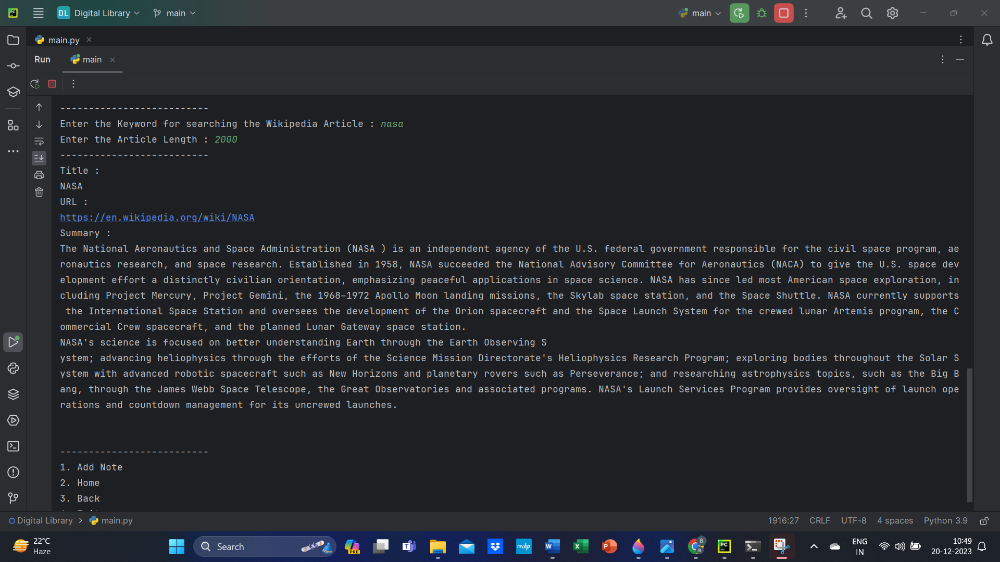 DL Digital Library main main
main.py
Run main
--------------------------
Enter the Keyword for searching the Wikipedia Article : nasa
Enter the Article Length : 2000
--------------------------
Title :
NASA
URL :
https://en.wikipedia.org/wiki/NASA
Summary :
The National Aeronautics and Space Administration (NASA ) is an independent agency of the U.S. federal government responsible for the civil space program, ae
ronautics research, and space research. Established in 1958, NASA succeeded the National Advisory Committee for Aeronautics (NACA) to give the U.S. space dev
elopment effort a distinctly civilian orientation, emphasizing peaceful applications in space science. NASA has since led most American space exploration, in
cluding Project Mercury, Project Gemini, the 1968–1972 Apollo Moon landing missions, the Skylab space station, and the Space Shuttle. NASA currently supports
the International Space Station and oversees the development of the Orion spacecraft and the Space Launch System for the crewed lunar Artemis program, the C
ommercial Crew spacecraft, and the planned Lunar Gateway space station.
NASA's science is focused on better understanding Earth through the Earth Observing S
ystem; advancing heliophysics through the efforts of the Science Mission Directorate's Heliophysics Research Program; exploring bodies throughout the Solar S
ystem with advanced robotic spacecraft such as New Horizons and planetary rovers such as Perseverance; and researching astrophysics topics, such as the Big B
ang, through the James Webb Space Telescope, the Great Observatories and associated programs. NASA's Launch Services Program provides oversight of launch ope
rations and countdown management for its uncrewed launches.
--------------------------
1. Add Note
2. Home
3. Back
Digital Library main.py 1916:27 CRLF UTF-8 4 spaces Python 3.9
22°C
Haze
Search
PRE
myhp
ENG
IN
10:49
20-12-2023